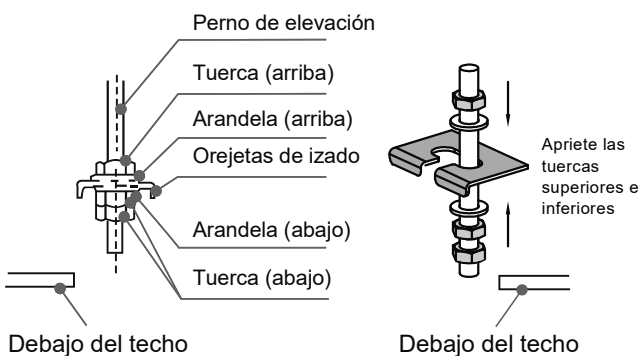 Perno de elevación
Tuerca (arriba)
Arandela (arriba)
Orejetas de izado
Arandela (abajo)
Tuerca (abajo)
Debajo del techo
Apriete las
tuercas
superiores e
inferiores
Debajo del techo